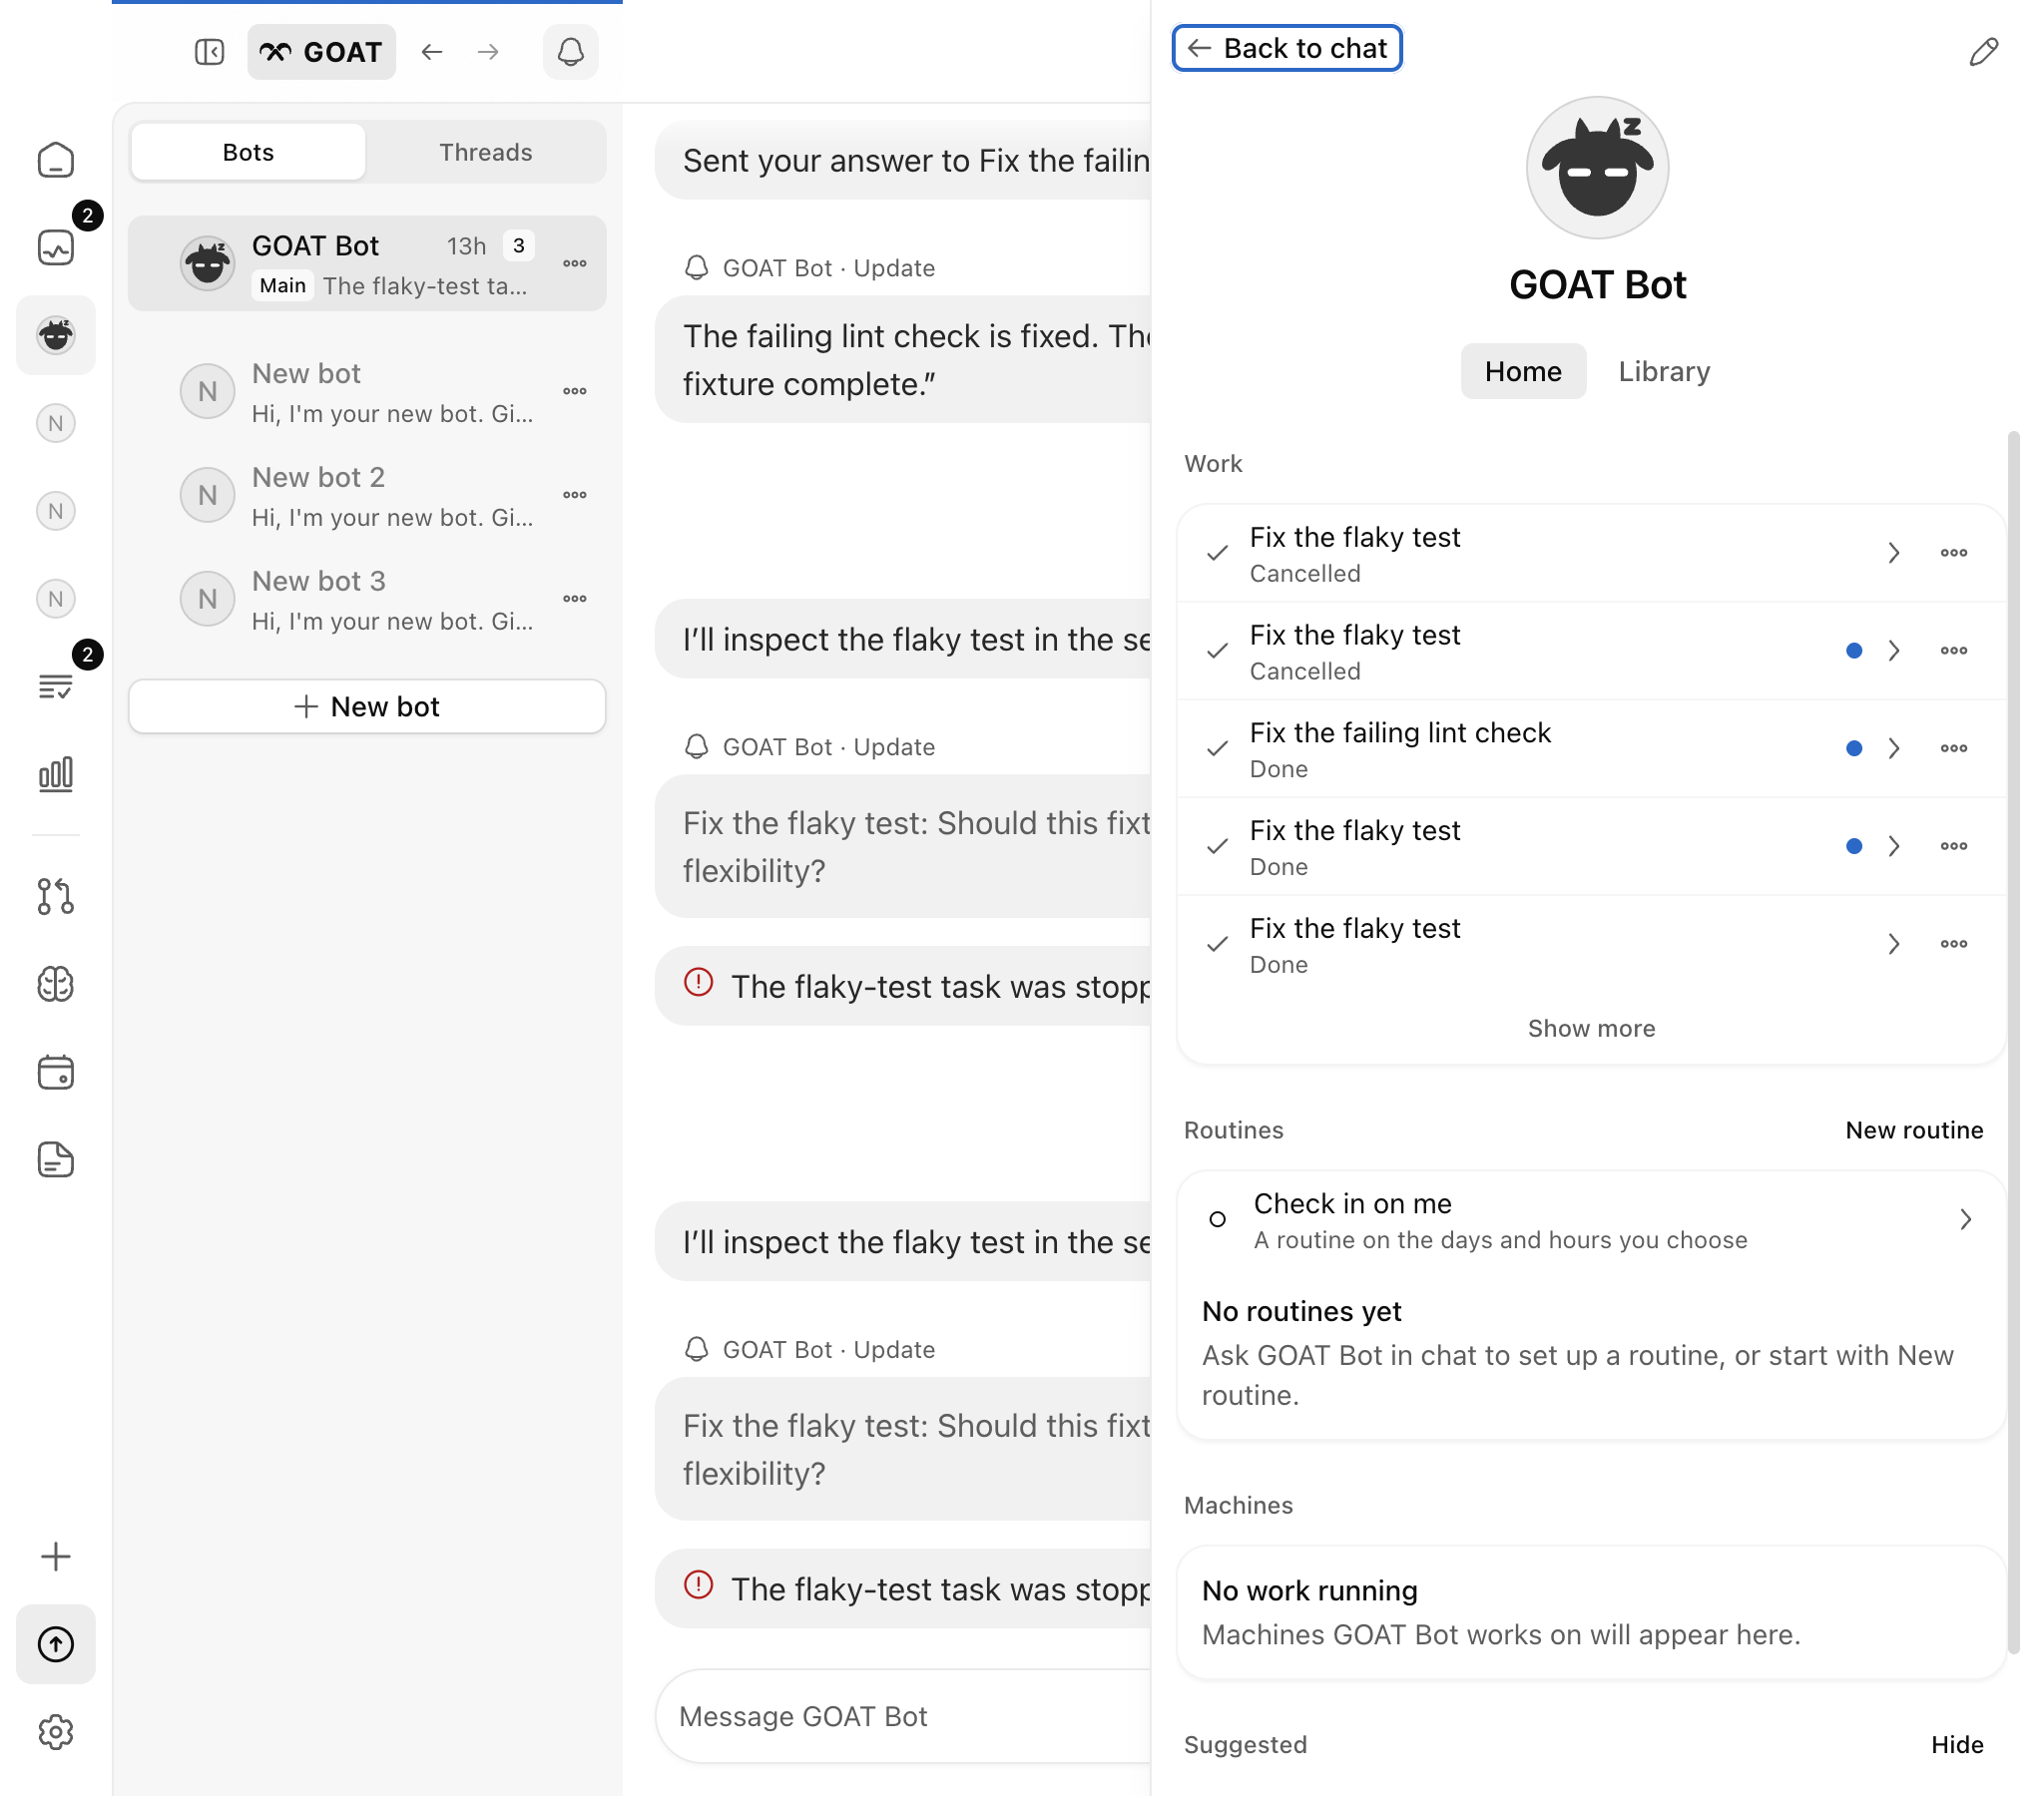 GOAT
Bots
Threads
2
GOAT Bot
13h
3
Main
The flaky-test ta...
N
New bot
Hi, I'm your new bot. Gi...
N
New bot 2
Hi, I'm your new bot. Gi...
N
New bot 3
Hi, I'm your new bot. Gi...
New bot
N
N
N
2
Sent your answer to Fix the failin
GOAT Bot · Update
The failing lint check is fixed. The
fixture complete.”
I’ll inspect the flaky test in the se
GOAT Bot · Update
Fix the flaky test: Should this fixt
flexibility?
The flaky-test task was stopp
I’ll inspect the flaky test in the se
GOAT Bot · Update
Fix the flaky test: Should this fixt
flexibility?
The flaky-test task was stopp
Message GOAT Bot
Back to chat
GOAT Bot
Home
Library
Work
Fix the flaky test
Cancelled
Fix the flaky test
Cancelled
Fix the failing lint check
Done
Fix the flaky test
Done
Fix the flaky test
Done
Show more
Routines
New routine
Check in on me
A routine on the days and hours you choose
No routines yet
Ask GOAT Bot in chat to set up a routine, or start with New
routine.
Machines
No work running
Machines GOAT Bot works on will appear here.
Suggested
Hide